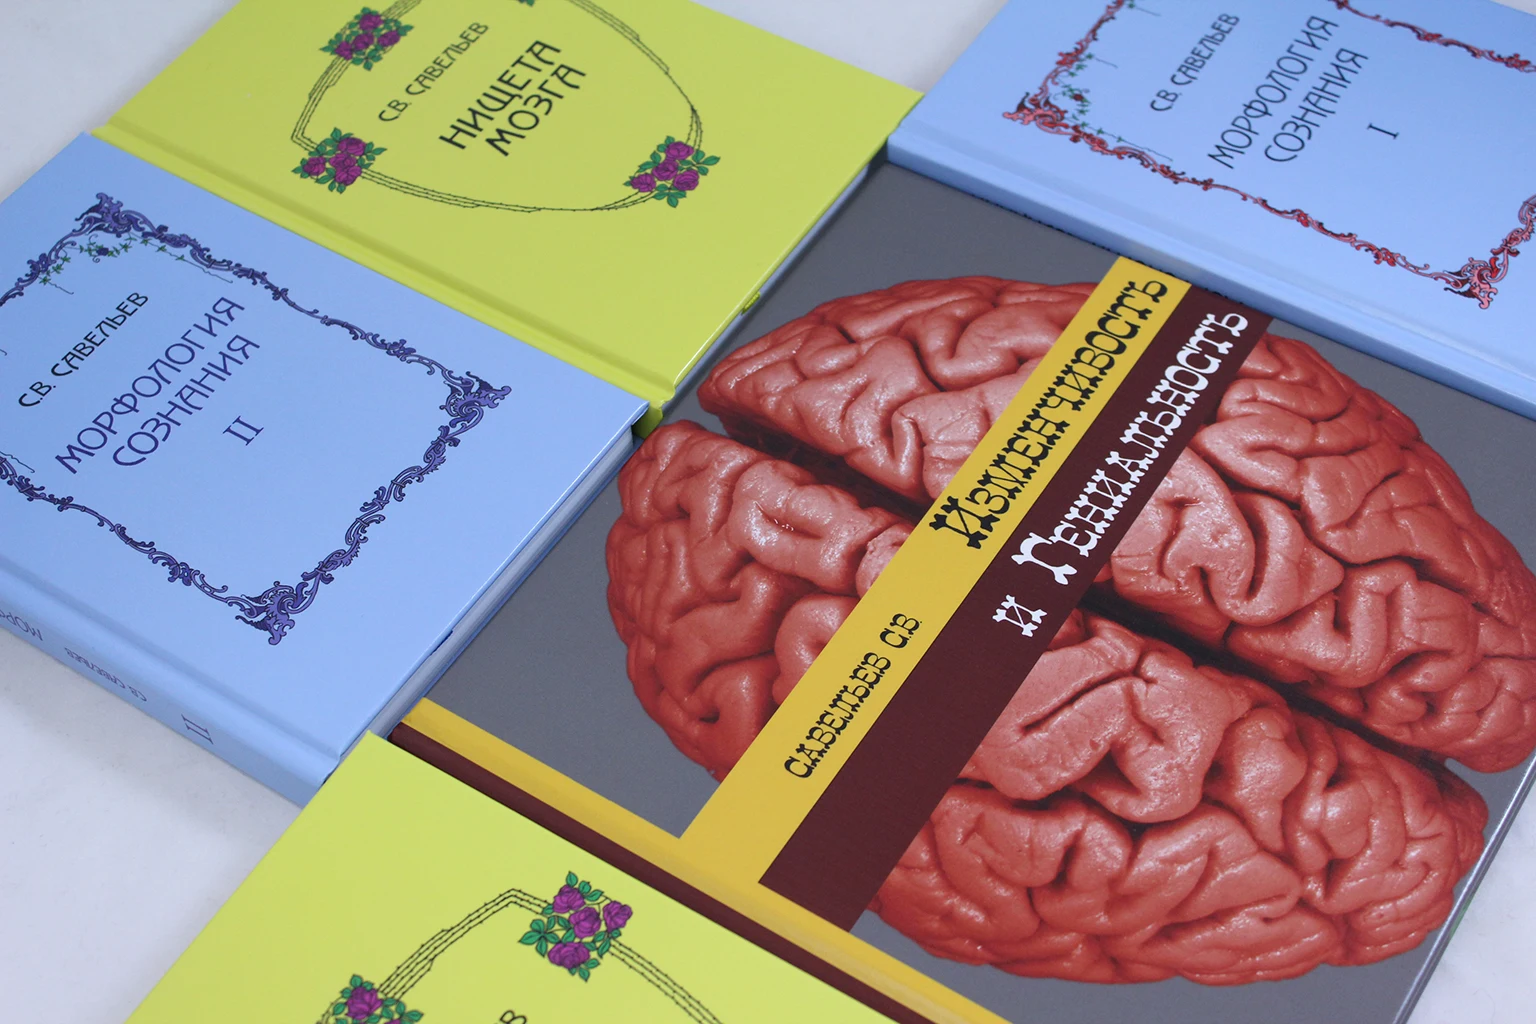 С.В. САВЕЛЬЕВ
НИЩЕТА
МОЗГА
С.В. САВЕЛЬЕВ
МОРФОЛОГИЯ
СОЗНАНИЯ
I
С.В. САВЕЛЬЕВ
МОРФОЛОГИЯ
СОЗНАНИЯ
II
С.В. САВЕЛЬЕВ
II
САВЕЛЬЕВ С.В. Изменчивость
и Гениальность